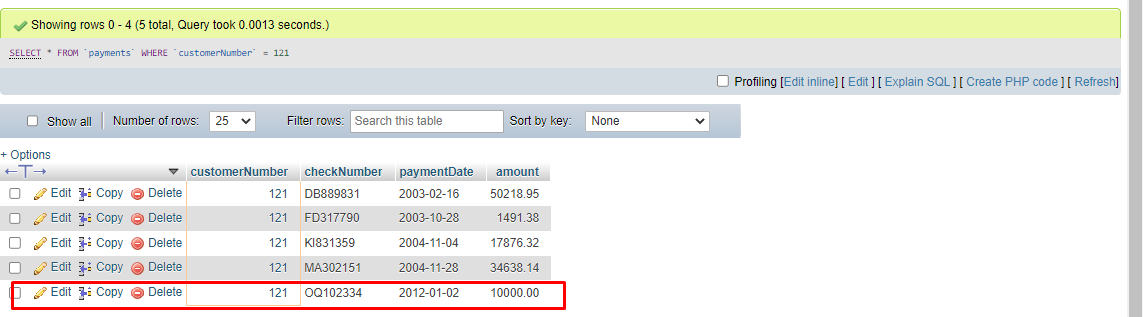 Showing rows 0 - 4 (5 total, Query took 0.0013 seconds.)
SELECT * FROM `payments` WHERE `customerNumber` = 121
Profiling [Edit inline] [ Edit ] [ Explain SQL ] [ Create PHP code ] [ Refresh]
Show all Number of rows: 25 Filter rows: Search this table Sort by key: None
+ Options
←T→ customerNumber checkNumber paymentDate amount
Edit Copy Delete 121 DB889831 2003-02-16 50218.95
Edit Copy Delete 121 FD317790 2003-10-28 1491.38
Edit Copy Delete 121 KI831359 2004-11-04 17876.32
Edit Copy Delete 121 MA302151 2004-11-28 34638.14
Edit Copy Delete 121 OQ102334 2012-01-02 10000.00